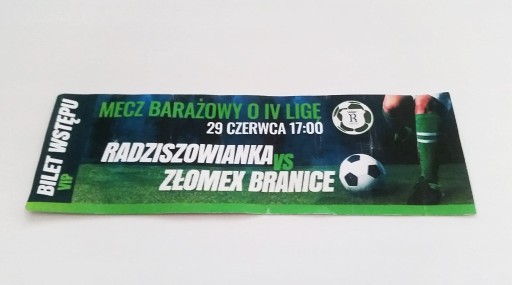 BILET WSTĘPU
VIP
MECZ BARAŻOWY O IV LIGĘ
29 CZERWCA 17:00
RADZISZOWIANKA
VS
ZŁOMEX BRANICE